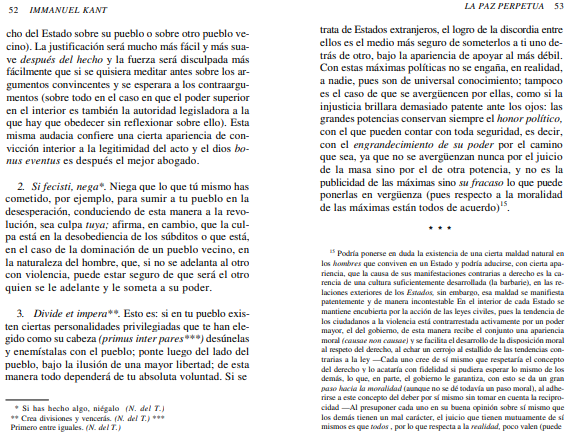 52 IMMANUEL KANT
cho del Estado sobre su pueblo o sobre otro pueblo ve-
cino). La justificación será mucho más fácil y más sua-
ve después del hecho y la fuerza será disculpada más
fácilmente que si se quisiera meditar antes sobre los ar-
gumentos convincentes y se esperara a los contraargu-
mentos (sobre todo en el caso en que el poder superior
en el interior es también la autoridad legisladora a la
que hay que obedecer sin reflexionar sobre ello). Esta
misma audacia confiere una cierta apariencia de con-
vicción interior a la legitimidad del acto y el dios bo-
nus eventus es después el mejor abogado.
2. Si fecisti, nega*. Niega que lo que tú mismo has
cometido, por ejemplo, para sumir a tu pueblo en la
desesperación, conduciendo de esta manera a la revo-
lución, sea culpa tuya; afirma, en cambio, que la cul-
pa está en la desobediencia de los súbditos o que está,
en el caso de la dominación de un pueblo vecino, en
la naturaleza del hombre, que, si no se adelanta al otro
con violencia, puede estar seguro de que será el otro
quien se le adelante y le someta a su poder.
3. Divide et impera**. Esto es: si en tu pueblo exis-
ten ciertas personalidades privilegiadas que te han ele-
gido como su cabeza (primus inter pares***) desúnelas
y enemístalas con el pueblo; ponte luego del lado del
pueblo, bajo la ilusión de una mayor libertad; de esta
manera todo dependerá de tu absoluta voluntad. Si se
* Si has hecho algo, niégalo (N. del T.)
** Crea divisiones y vencerás. (N. del T.) ***
Primero entre iguales. (N. del T.)
LA PAZ PERPETUA 53
trata de Estados extranjeros, el logro de la discordia entre
ellos es el medio más seguro de someterlos a ti uno de-
trás de otro, bajo la apariencia de apoyar al más débil.
Con estas máximas políticas no se engaña, en realidad,
a nadie, pues son de universal conocimiento; tampoco
es el caso de que se avergüencen por ellas, como si la
injusticia brillara demasiado patente ante los ojos: las
grandes potencias conservan siempre el honor político,
con el que pueden contar con toda seguridad, es decir,
con el engrandecimiento de su poder por el camino
que sea, ya que no se avergüenzan nunca por el juicio
de la masa sino por el de otra potencia, y no es la
publicidad de las máximas sino su fracaso lo que puede
ponerlas en vergüenza (pues respecto a la moralidad
de las máximas están todos de acuerdo)15.
* * *
15 Podría ponerse en duda la existencia de una cierta maldad natural en
los hombres que conviven en un Estado y podría aducirse, con cierta apa-
riencia, que la causa de sus manifestaciones contrarias a derecho es la ca-
rencia de una cultura suficientemente desarrollada (la barbarie), en las re-
laciones exteriores de los Estados, sin embargo, esa maldad se manifiesta
patentemente y de manera incontestable En el interior de cada Estado se
mantiene encubierta por la acción de las leyes civiles, pues la tendencia de
los ciudadanos a la violencia está contrarrestada activamente por un poder
mayor, el del gobierno, de esta manera recibe el conjunto una apariencia
moral (causae non causae) y se facilita el desarrollo de la disposición moral
al respeto del derecho, al echar un cerrojo al estallido de las tendencias con-
trarias a la ley —Cada uno cree de sí mismo que respetaría el concepto
del derecho y lo acataría con fidelidad si pudiera esperar lo mismo de los
demás, lo que, en parte, el gobierno le garantiza, con esto se da un gran
paso hacia la moralidad (aunque no se dé todavía un paso moral), al adhe-
rirse a este concepto del deber por sí mismo sin tomar en cuenta la recipro-
cidad —Al presuponer cada uno en su buena opinión sobre sí mismo que
los demás tienen un mal carácter, el juicio que tienen mutuamente de sí
mismos es que todos , por lo que respecta a la realidad, poco valen (puede